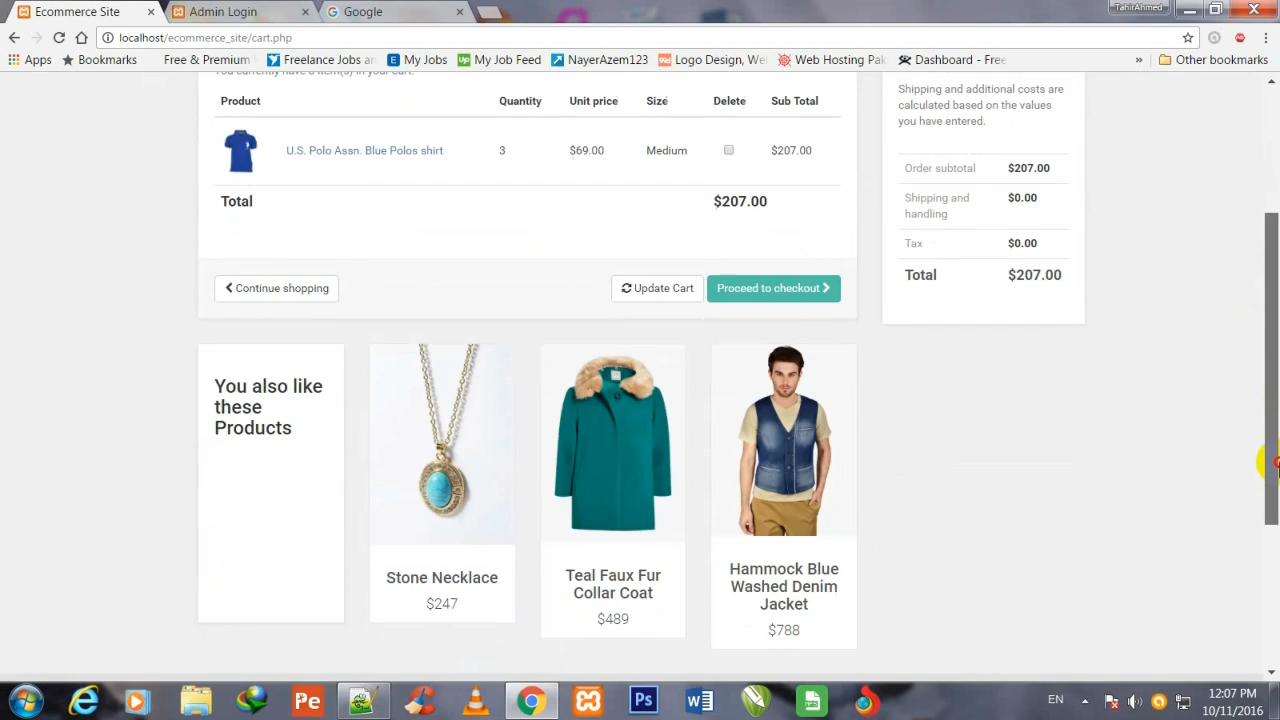 Ecommerce Site
Admin Login
Google
TahirAhmed
localhost/ecommerce_site/cart.php
Apps
Bookmarks
Free & Premium
Freelance Jobs an
My Jobs
My Job Feed
NayerAzem123
Logo Design, We
Web Hosting Pak
Dashboard - Free
»
Other bookmarks
Product
Quantity
Unit price
Size
Delete
Sub Total
U.S. Polo Assn. Blue Polos shirt
3
$69.00
Medium
$207.00
Total
$207.00
Continue shopping
Update Cart
Proceed to checkout
Shipping and additional costs are
calculated based on the values
you have entered.
Order subtotal
$207.00
Shipping and
handling
$0.00
Tax
$0.00
Total
$207.00
You also like
these
Products
Stone Necklace
$247
Teal Faux Fur
Collar Coat
$489
Hammock Blue
Washed Denim
Jacket
$788
Pe
Ps
EN
12:07 PM
10/11/2016